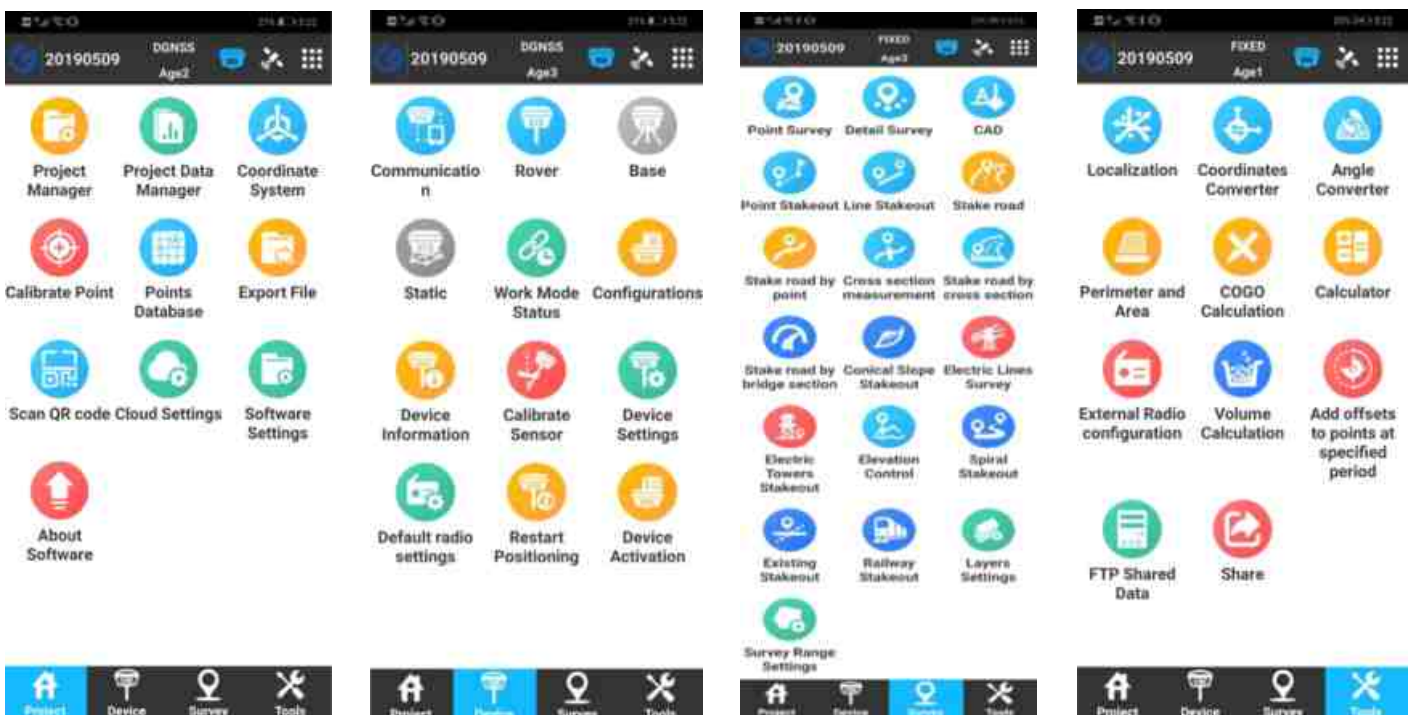 20190509
DGNSS
Age2
Project Manager
Project Data Manager
Coordinate System
Calibrate Point
Points Database
Export File
Scan QR code
Cloud Settings
Software Settings
About Software
Project
Device
Survey
Tools
20190509
DGNSS
Age3
Communicatio
n
Rover
Base
Static
Work Mode Status
Configurations
Device Information
Calibrate Sensor
Device Settings
Default radio settings
Restart Positioning
Device Activation
Project
Device
Survey
Tools
20190509
FIXED
Age3
Point Survey
Detail Survey
CAD
Point Stakeout
Line Stakeout
Stake road
Stake road by point
Cross section measurement
Stake road by cross section
Stake road by bridge section
Conical Slope Stakeout
Electric Lines Survey
Electric Towers Stakeout
Elevation Control
Spiral Stakeout
Existing Stakeout
Railway Stakeout
Layers Settings
Survey Range Settings
Project
Device
Survey
Tools
20190509
FIXED
Age1
Localization
Coordinates Converter
Angle Converter
Perimeter and Area
COGO Calculation
Calculator
External Radio configuration
Volume Calculation
Add offsets to points at specified period
FTP Shared Data
Share
Project
Device
Survey
Tools